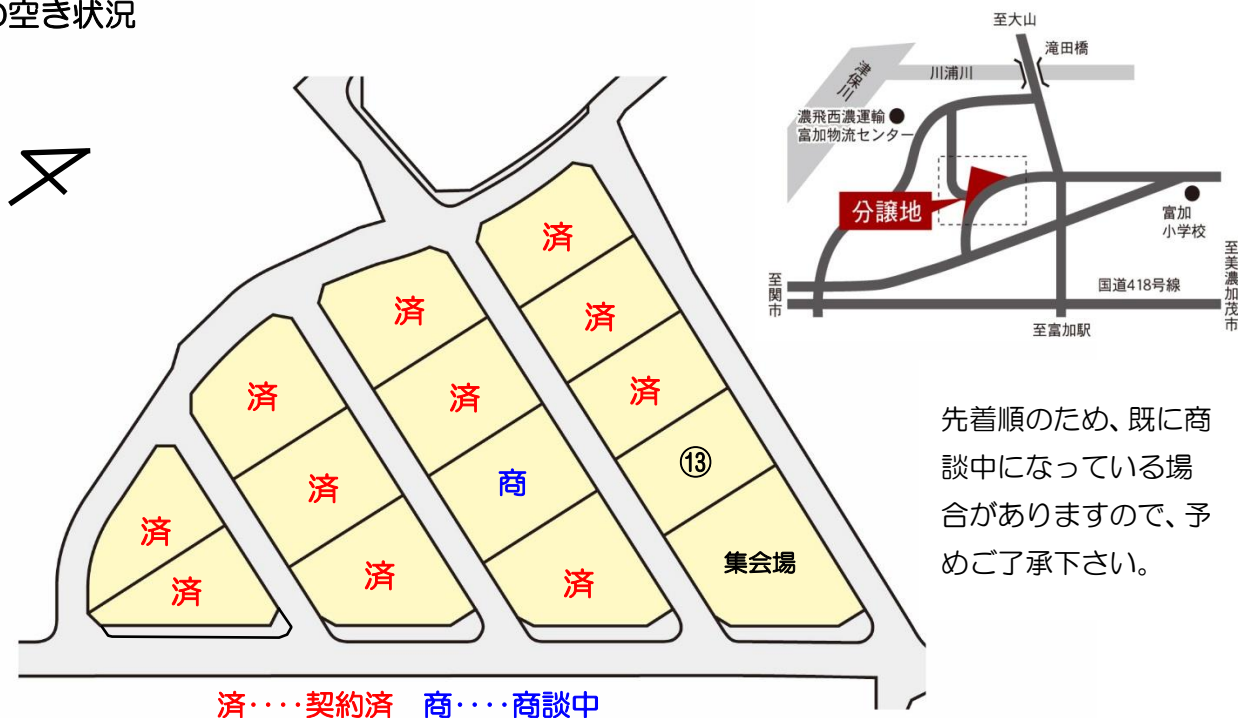 の空き状況
至大山
滝田橋
川浦川
津保川
濃飛西濃運輸
富加物流センター
分譲地
富加
小学校
至美濃加茂市
至関市
国道418号線
至富加駅
済
済
済
済
済
済
済
済
商
済
済
済
済
⑬
集会場
先着順のため、既に商
談中になっている場
合がありますので、予
めご了承下さい。
済‥‥契約済 商‥‥商談中